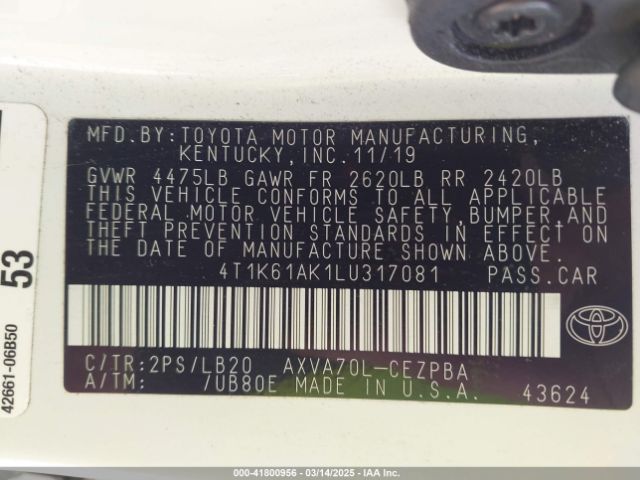 MFD.BY:TOYOTA MOTOR MANUFACTURING,
KENTUCKY,INC.11/19
GVWR 4475LB GAWR FR 2620LB RR 2420LB
THIS VEHICLE CONFORMS TO ALL APPLICABLE
FEDERAL MOTOR VEHICLE SAFETY,BUMPER,AND
THEFT PREVENTION STANDARDS IN EFFECT ON
THE DATE OF MANUFACTURE SHOWN ABOVE.
4T1K61AK1LU317081 PASS.CAR
C/TR:2PS/LB20 AXVA70L-CEZPBA
A/TM: /UB80E MADE IN U.S.A. 43624
TOYOTA
53
42661-06B50
000-41800956 | 03/14/2025 | IAA Inc.